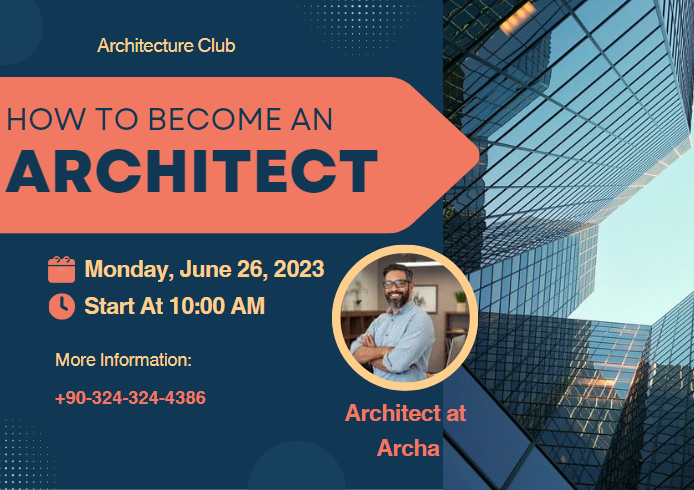 Architecture Club
HOW TO BECOME AN
ARCHITECT
Monday, June 26, 2023
Start At 10:00 AM
More Information:
+90-324-324-4386
Architect at
Archa